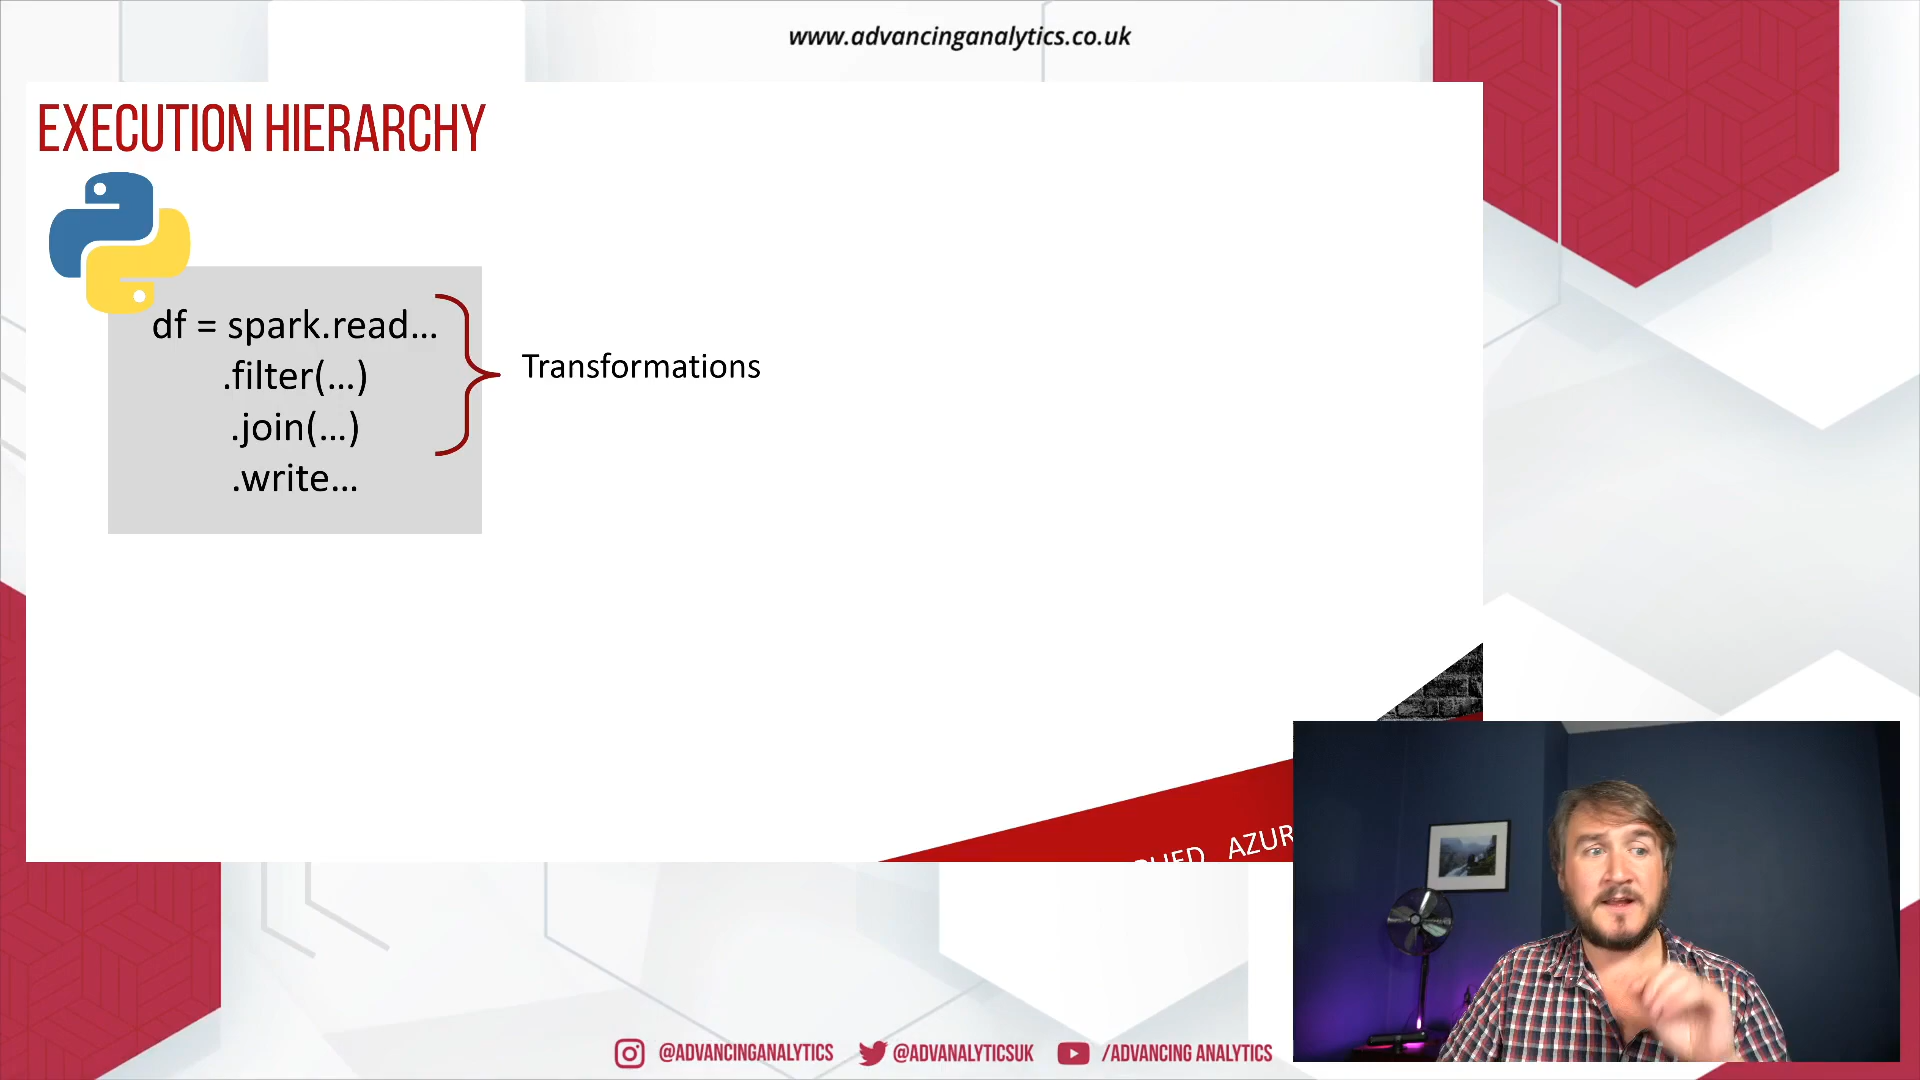 www.advancinganalytics.co.uk
EXECUTION HIERARCHY
df = spark.read...
.filter(...)
.join(...)
.write...
Transformations
AZUR
@ADVANCINGANALYTICS
@ADVANALYTICSUK
/ADVANCING ANALYTICS